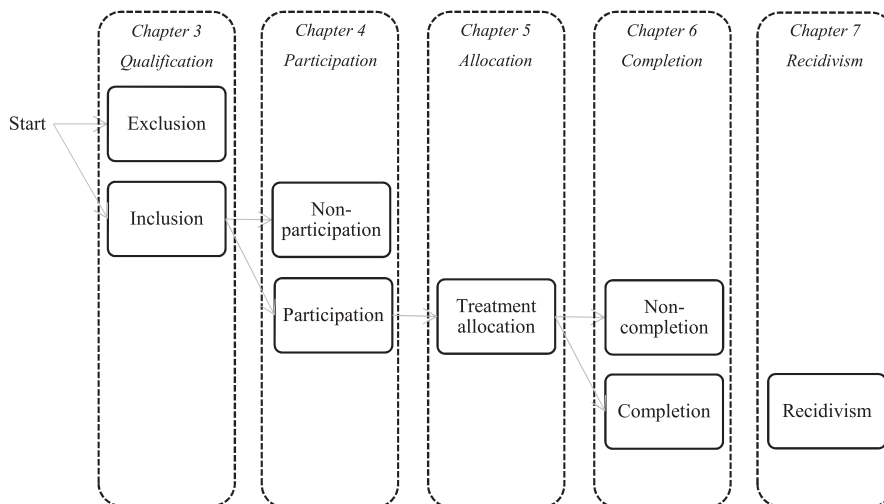 Chapter 3
Qualification
Chapter 4
Participation
Chapter 5
Allocation
Chapter 6
Completion
Chapter 7
Recidivism
Start
Exclusion
Inclusion
Non-
participation
Participation
Treatment
allocation
Non-
completion
Completion
Recidivism